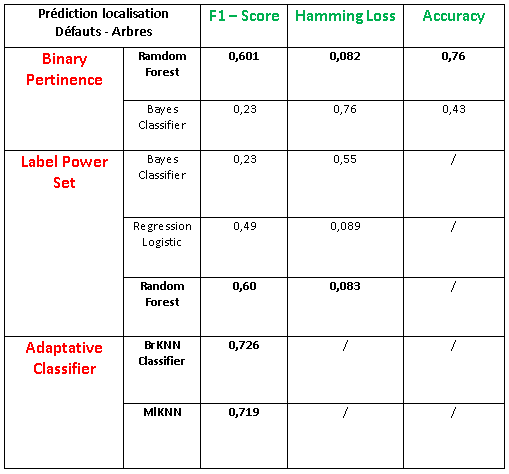 Prédiction localisation
Défauts - Arbres
F1 – Score
Hamming Loss
Accuracy
Binary
Pertinence
Ramdom
Forest
0,601
0,082
0,76
Bayes
Classifier
0,23
0,76
0,43
Label Power
Set
Bayes
Classifier
0,23
0,55
/
Regression
Logistic
0,49
0,089
/
Random
Forest
0,60
0,083
/
Adaptative
Classifier
BrKNN
Classifier
0,726
/
/
MlKNN
0,719
/
/